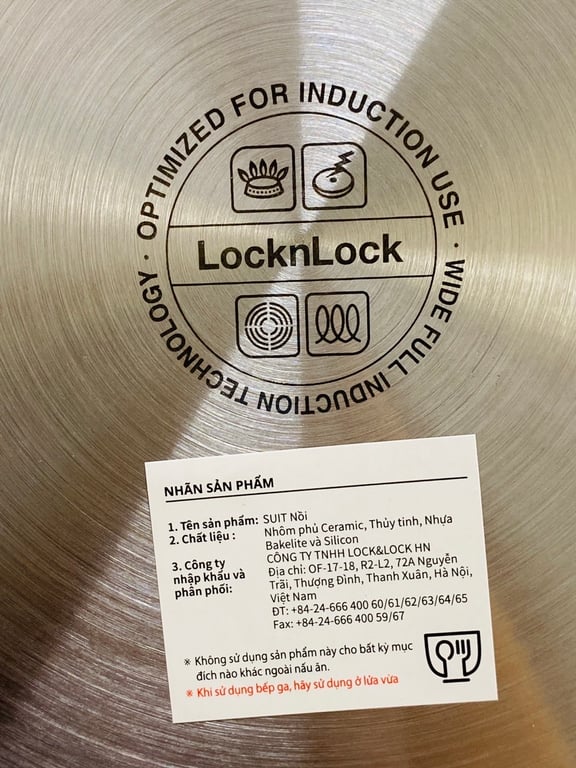 OPTIMIZED FOR INDUCTION USE · WIDE FULL INDUCTION TECHNOLOGY ·
LocknLock
NHÃN SẢN PHẨM
1. Tên sản phẩm: SUIT Nồi
2. Chất liệu : Nhôm phủ Ceramic, Thủy tinh, Nhựa
Bakelite và Silicon
3. Công ty
nhập khẩu và
phân phối:
CÔNG TY TNHH LOCK&LOCK HN
Địa chỉ: OF-17-18, R2-L2, 72A Nguyễn
Trãi, Thượng Đình, Thanh Xuân, Hà Nội,
Việt Nam
ĐT: +84-24-666 400 60/61/62/63/64/65
Fax: +84-24-666 400 59/67
※ Không sử dụng sản phẩm này cho bất kỳ mục
đích nào khác ngoài nấu ăn.
※ Khi sử dụng bếp ga, hãy sử dụng ở lửa vừa